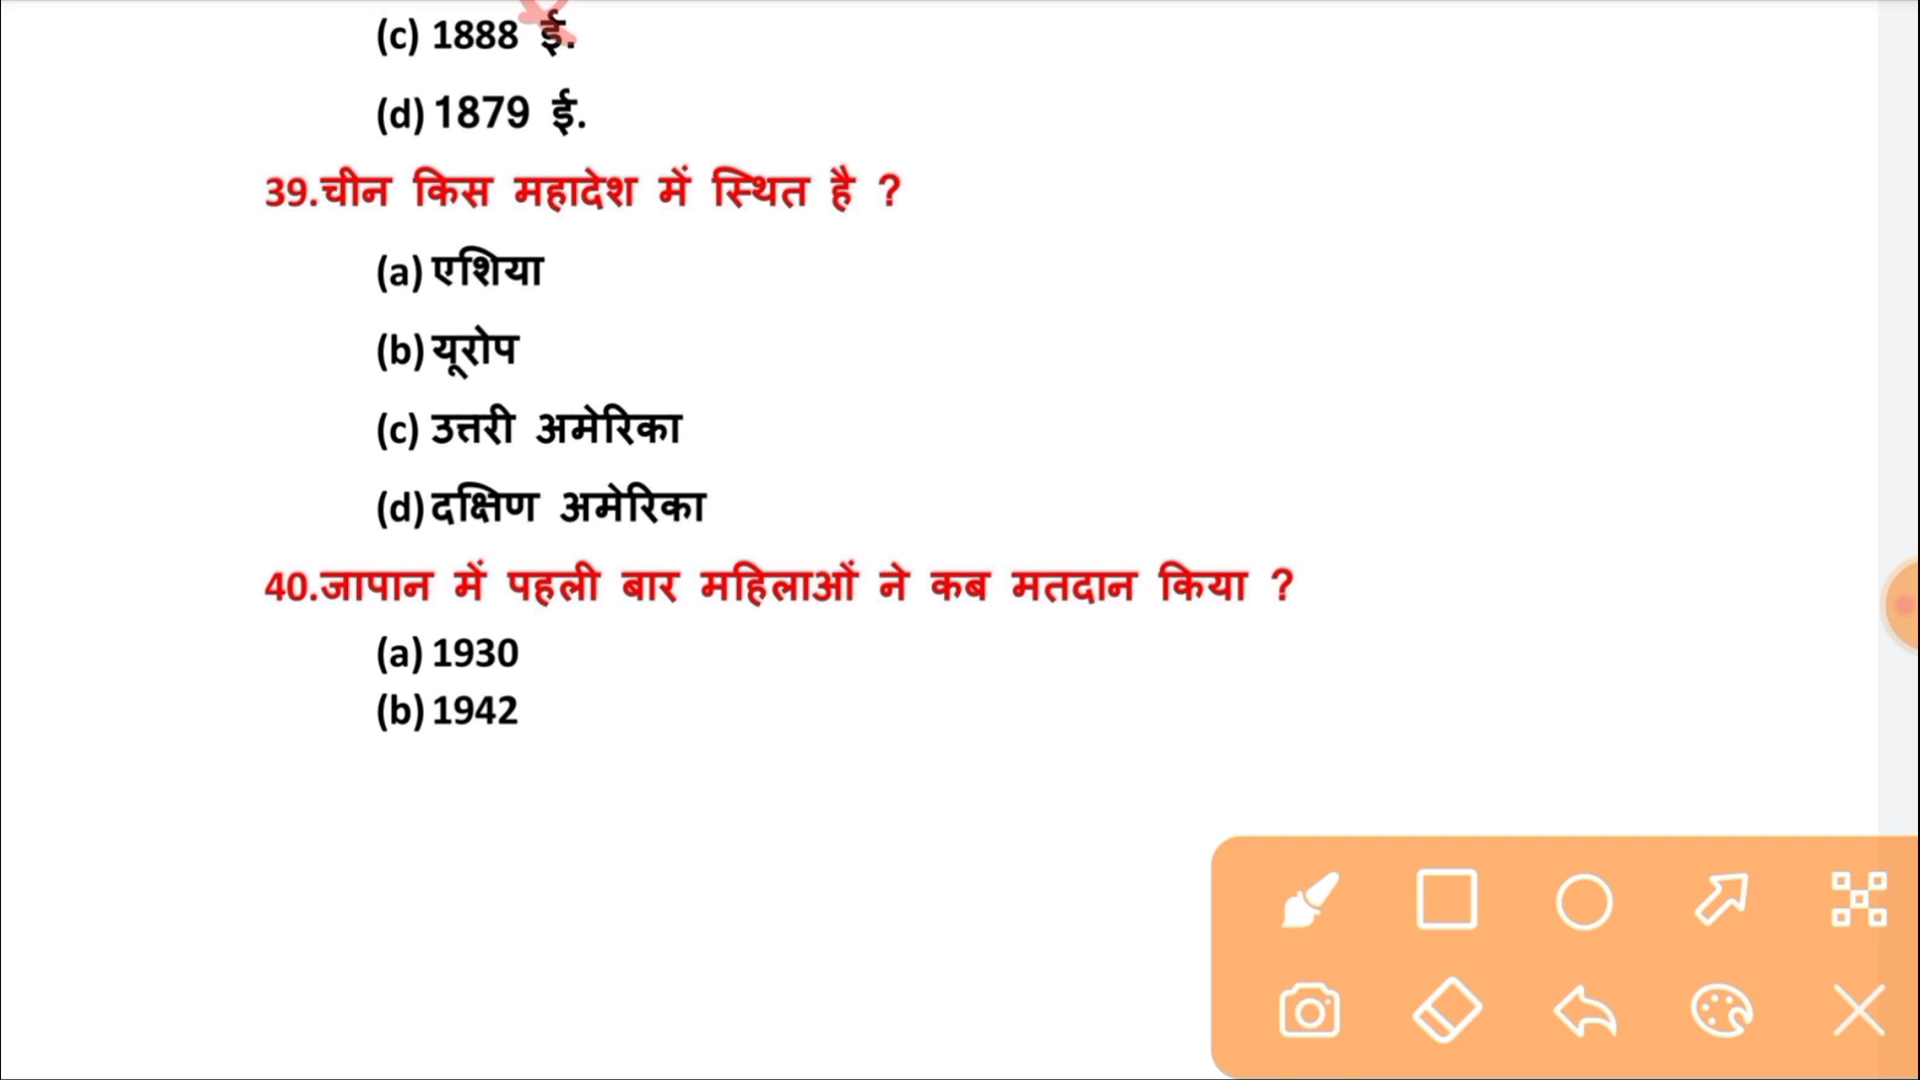 (c) 1888 ई.
(d) 1879 ई.
39.चीन किस महादेश में स्थित है ?
(a) एशिया
(b) यूरोप
(c) उत्तरी अमेरिका
(d) दक्षिण अमेरिका
40.जापान में पहली बार महिलाओं ने कब मतदान किया ?
(a) 1930
(b) 1942